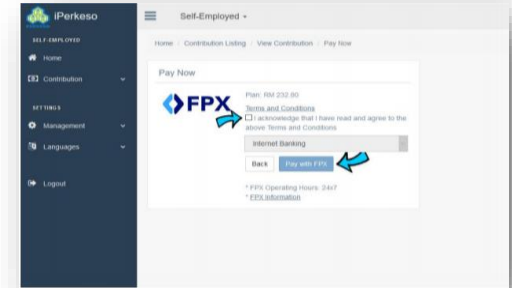 iPerkeso
Self-Employed
SELF-EMPLOYED
Home
Contribution
SETTINGS
Management
Languages
Logout
Home / Contribution Listing / View Contribution / Pay Now
Pay Now
FPX
Plan: RM 232.80
Terms and Conditions
I acknowledge that I have read and agree to the
above Terms and Conditions
Internet Banking
Back
Pay with FPX
* FPX Operating Hours: 24x7
* FPX Information